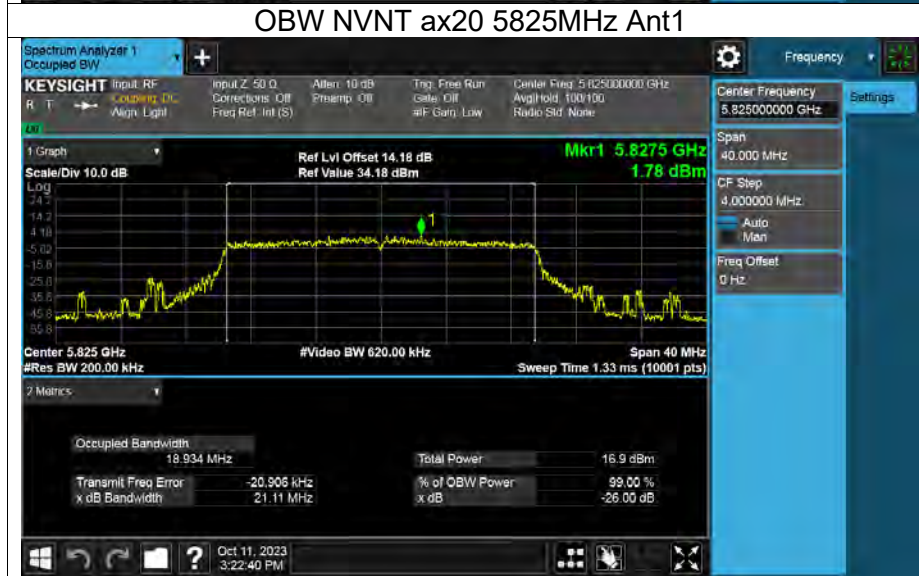 OBW NVNT ax20 5825MHz Ant1
Spectrum Analyzer 1
Occupied BW
+
Frequency
KEYSIGHT Input: RF
R T
Coupling: DC
Align: Light
Input Z: 50 Ω
Corrections: Off
Freq Ref: Int (S)
Atten: 10 dB
Preamp: Off
Trig: Free Run
Gate: Off
#IF Gain: Low
Center Freq: 5.825000000 GHz
Avg|Hold: 100/100
Radio Std: None
Center Frequency
5.825000000 GHz
Settings
Span
40.000 MHz
CF Step
4.000000 MHz
Auto
Man
Freq Offset
0 Hz
1 Graph
Scale/Div 10.0 dB
Ref Lvl Offset 14.18 dB
Ref Value 34.18 dBm
Mkr1 5.8275 GHz
1.78 dBm
Log
24.2
14.2
4.18
-5.82
-15.8
-25.8
-35.8
-45.8
-55.8
1
Center 5.825 GHz
#Video BW 620.00 kHz
Span 40 MHz
#Res BW 200.00 kHz
Sweep Time 1.33 ms (10001 pts)
2 Metrics
Occupied Bandwidth
18.934 MHz
Total Power
16.9 dBm
Transmit Freq Error
-20.906 kHz
% of OBW Power
99.00 %
x dB Bandwidth
21.11 MHz
x dB
-26.00 dB
?
Oct 11, 2023
3:22:40 PM